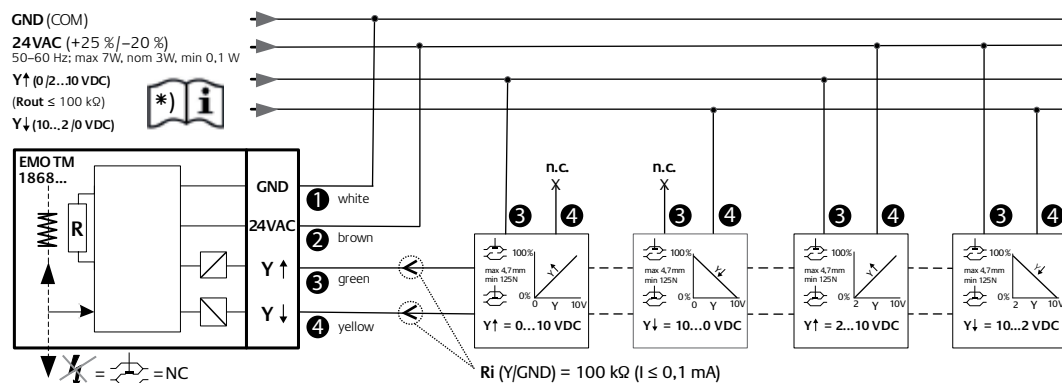 GND (COM)
24VAC (+25 %/−20 %)
50–60 Hz; max 7W, nom 3W, min 0,1 W
Y↑ (0/2...10 VDC)
(Rout ≤ 100 kΩ)
Y↓ (10...2/0 VDC)
*) i
EMO TM
1868...
R
GND
24VAC
Y ↑
Y ↓
1 white
2 brown
3 green
4 yellow
= = NC
n.c.
X
n.c.
X
3 4
3 4
3 4
3 4
100%
max 4,7mm
min 125N
0%
Y↑
0 Y 10V
Y↑ = 0...10 VDC
100%
max 4,7mm
min 125N
0%
Y↓
0 Y 10V
Y↓ = 10...0 VDC
100%
max 4,7mm
min 125N
0%
Y↑
2 Y 10V
Y↑ = 2...10 VDC
100%
max 4,7mm
min 125N
0%
Y↓
2 Y 10V
Y↓ = 10...2 VDC
Ri (Y/GND) = 100 kΩ (I ≤ 0,1 mA)